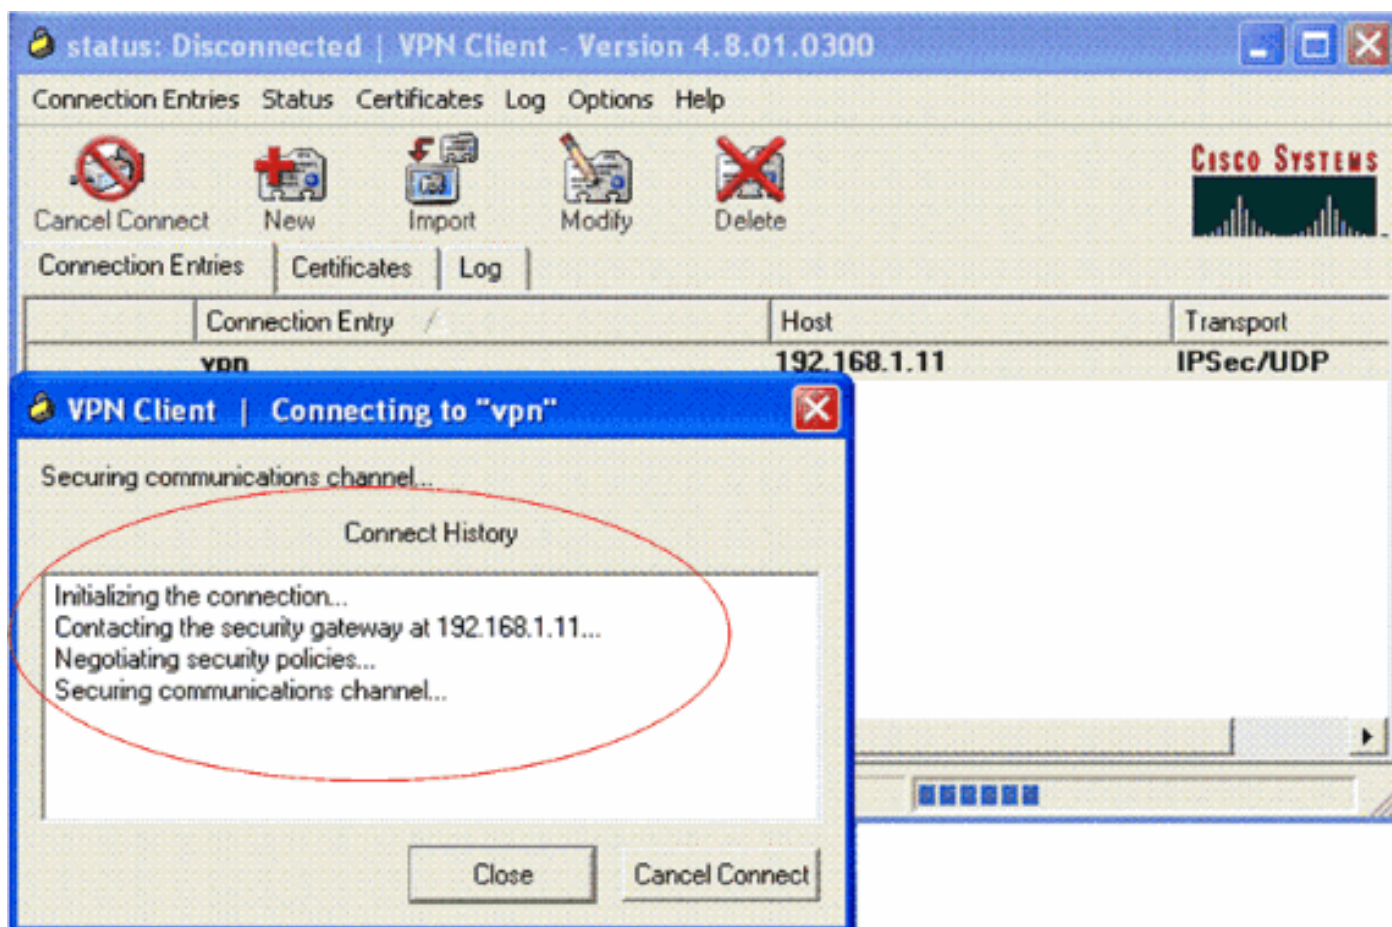 status: Disconnected | VPN Client - Version 4.8.01.0300
Connection Entries Status Certificates Log Options Help
Cancel Connect New Import Modify Delete
CISCO SYSTEMS
Connection Entries Certificates Log
Connection Entry Host Transport
vpn 192.168.1.11 IPSec/UDP
VPN Client | Connecting to "vpn"
Securing communications channel...
Connect History
Initializing the connection...
Contacting the security gateway at 192.168.1.11...
Negotiating security policies...
Securing communications channel...
Close Cancel Connect